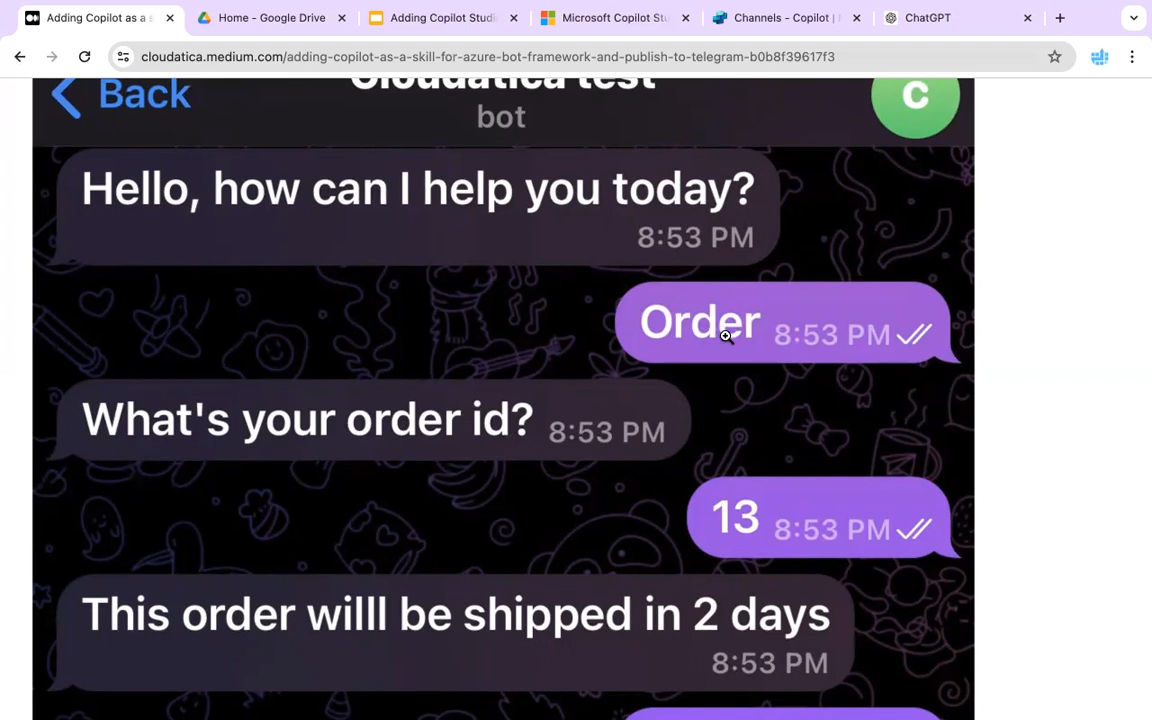 Adding Copilot as a s
Home - Google Drive
Adding Copilot Studi
Microsoft Copilot Stu
Channels - Copilot | M
ChatGPT
cloudatica.medium.com/adding-copilot-as-a-skill-for-azure-bot-framework-and-publish-to-telegram-b0b8f39617f3
Back
Cloudatica test
C
bot
Hello, how can I help you today?
8:53 PM
Order 8:53 PM
What's your order id? 8:53 PM
13 8:53 PM
This order willl be shipped in 2 days
8:53 PM